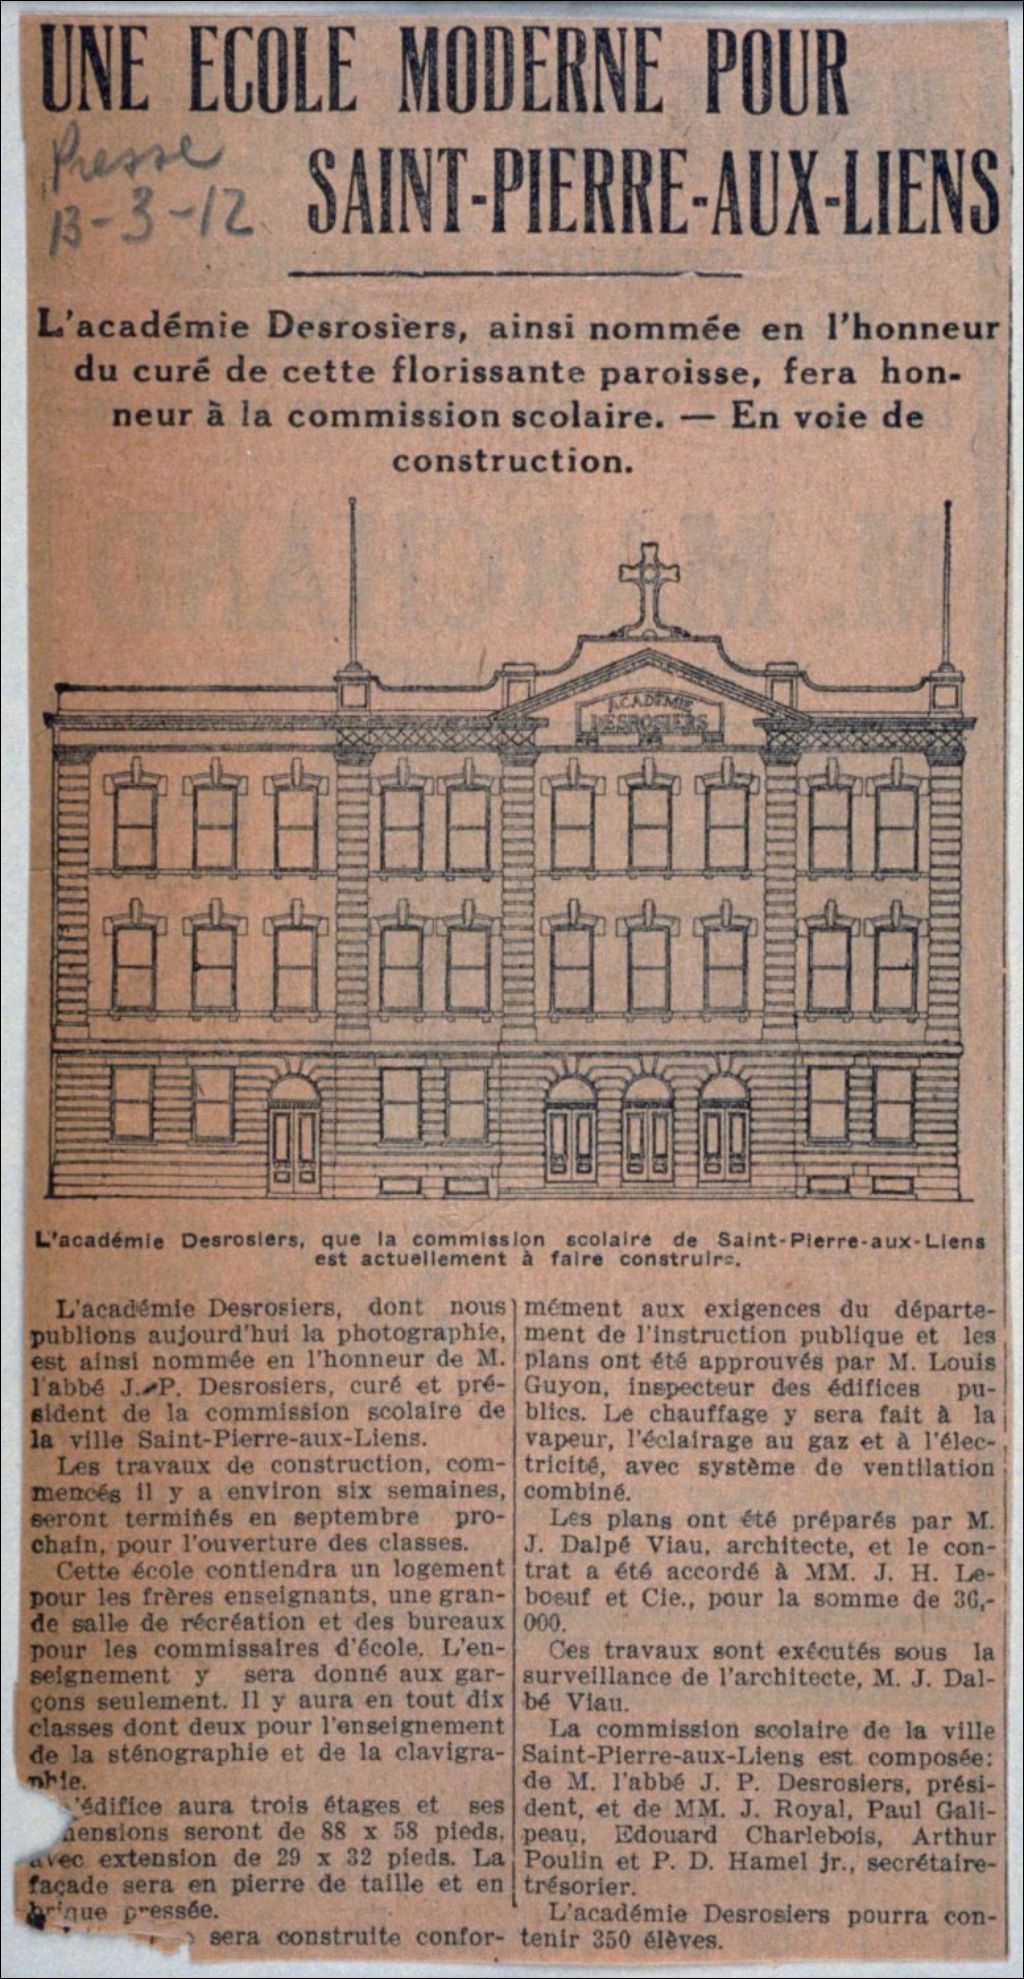 UNE ECOLE MODERNE POUR
SAINT-PIERRE-AUX-LIENS
Presse
13-3-12
L'académie Desrosiers, ainsi nommée en l'honneur
du curé de cette florissante paroisse, fera hon-
neur à la commission scolaire. — En voie de
construction.
ACADEMIE
DESROSIERS
L'académie Desrosiers, que la commission scolaire de Saint-Pierre-aux-Liens
est actuellement à faire construire.
L'académie Desrosiers, dont nous
publions aujourd'hui la photographie,
est ainsi nommée en l'honneur de M.
l'abbé J.-P. Desrosiers, curé et pré-
sident de la commission scolaire de
la ville Saint-Pierre-aux-Liens.
Les travaux de construction, com-
mencés il y a environ six semaines,
seront terminés en septembre pro-
chain, pour l'ouverture des classes.
Cette école contiendra un logement
pour les frères enseignants, une gran-
de salle de récréation et des bureaux
pour les commissaires d'école. L'en-
seignement y sera donné aux gar-
çons seulement. Il y aura en tout dix
classes dont deux pour l'enseignement
de la sténographie et de la clavigra-
phie.
'édifice aura trois étages et ses
mensions seront de 88 x 58 pieds,
avec extension de 29 x 32 pieds. La
façade sera en pierre de taille et en
brique pressée.
sera construite confor-
mément aux exigences du départe-
ment de l'instruction publique et les
plans ont été approuvés par M. Louis
Guyon, inspecteur des édifices pu-
blics. Le chauffage y sera fait à la
vapeur, l'éclairage au gaz et à l'élec-
tricité, avec système de ventilation
combiné.
Les plans ont été préparés par M.
J. Dalpé Viau, architecte, et le con-
trat a été accordé à MM. J. H. Le-
boeuf et Cie., pour la somme de 36,-
000.
Ces travaux sont exécutés sous la
surveillance de l'architecte, M. J. Dal-
bé Viau.
La commission scolaire de la ville
Saint-Pierre-aux-Liens est composée:
de M. l'abbé J. P. Desrosiers, prési-
dent, et de MM. J. Royal, Paul Gali-
peau, Edouard Charlebois, Arthur
Poulin et P. D. Hamel jr., secrétaire-
trésorier.
L'académie Desrosiers pourra con-
tenir 350 élèves.